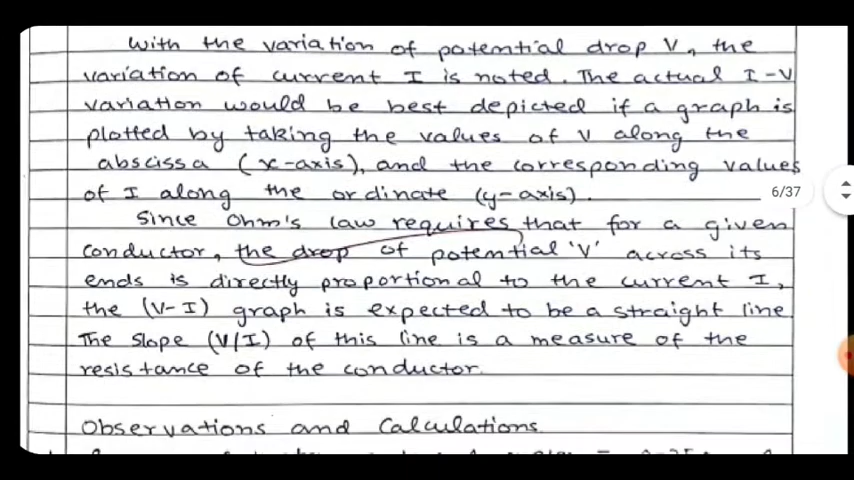 With the variation of potential drop V, the
variation of current I is noted. The actual I-V
variation would be best depicted if a graph is
plotted by taking the values of V along the
abscissa (x-axis), and the corresponding values
of I along the ordinate (y-axis).
6/37
Since Ohm's law requires that for a given
conductor, the drop of potential 'V' across its
ends is directly proportional to the current I,
the (V-I) graph is expected to be a straight line
The slope (V/I) of this line is a measure of the
resistance of the conductor.
Observations and Calculations